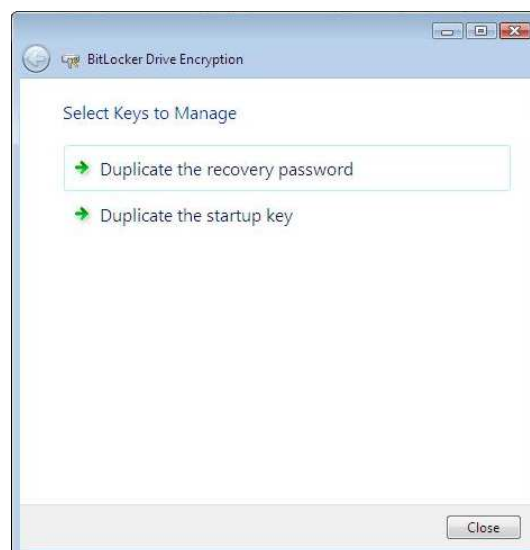 BitLocker Drive Encryption
Select Keys to Manage
Duplicate the recovery password
Duplicate the startup key
Close